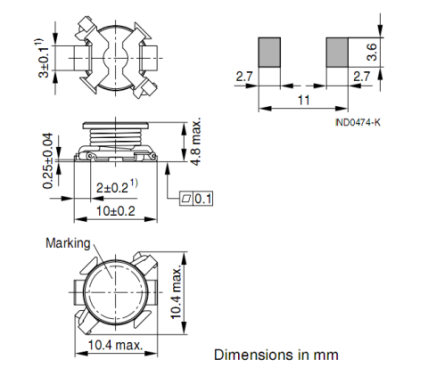 3±0.1¹⁾
3.6
2.7
2.7
11
IND0474-K
0.25±0.04
4.8 max.
2±0.2¹⁾
0.1
10±0.2
Marking
10.4 max.
10.4 max.
Dimensions in mm